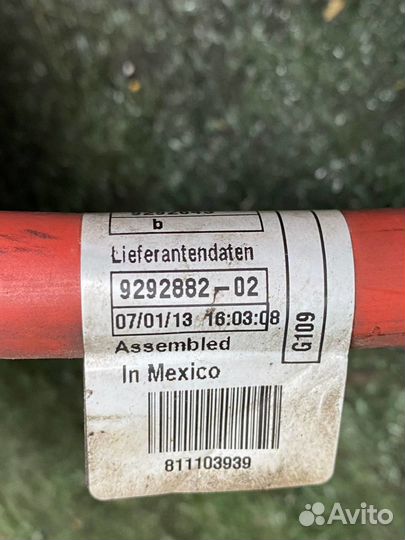 b
Lieferantendaten
9292882-02
07/01/13 16:03:08
G109
Assembled
In Mexico
811103939
Avito